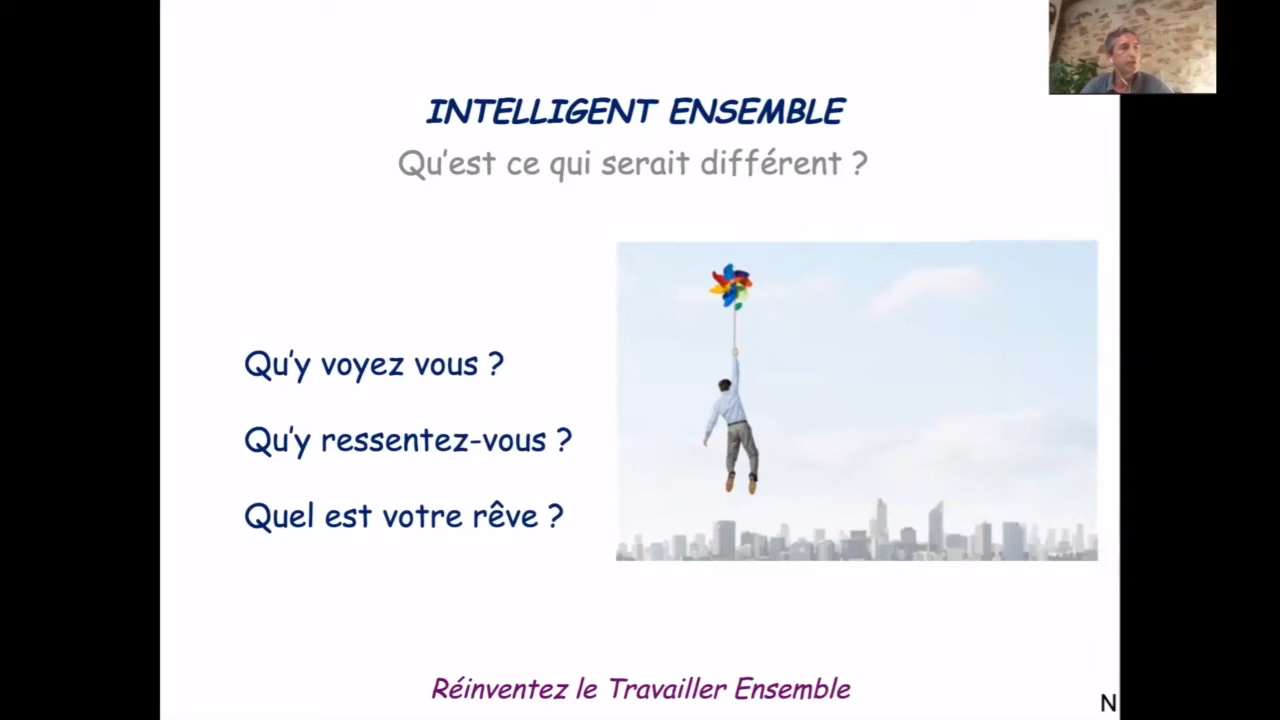 INTELLIGENT ENSEMBLE
Qu'est ce qui serait différent ?
Qu'y voyez vous ?
Qu'y ressentez-vous ?
Quel est votre rêve ?
Réinventez le Travailler Ensemble
N